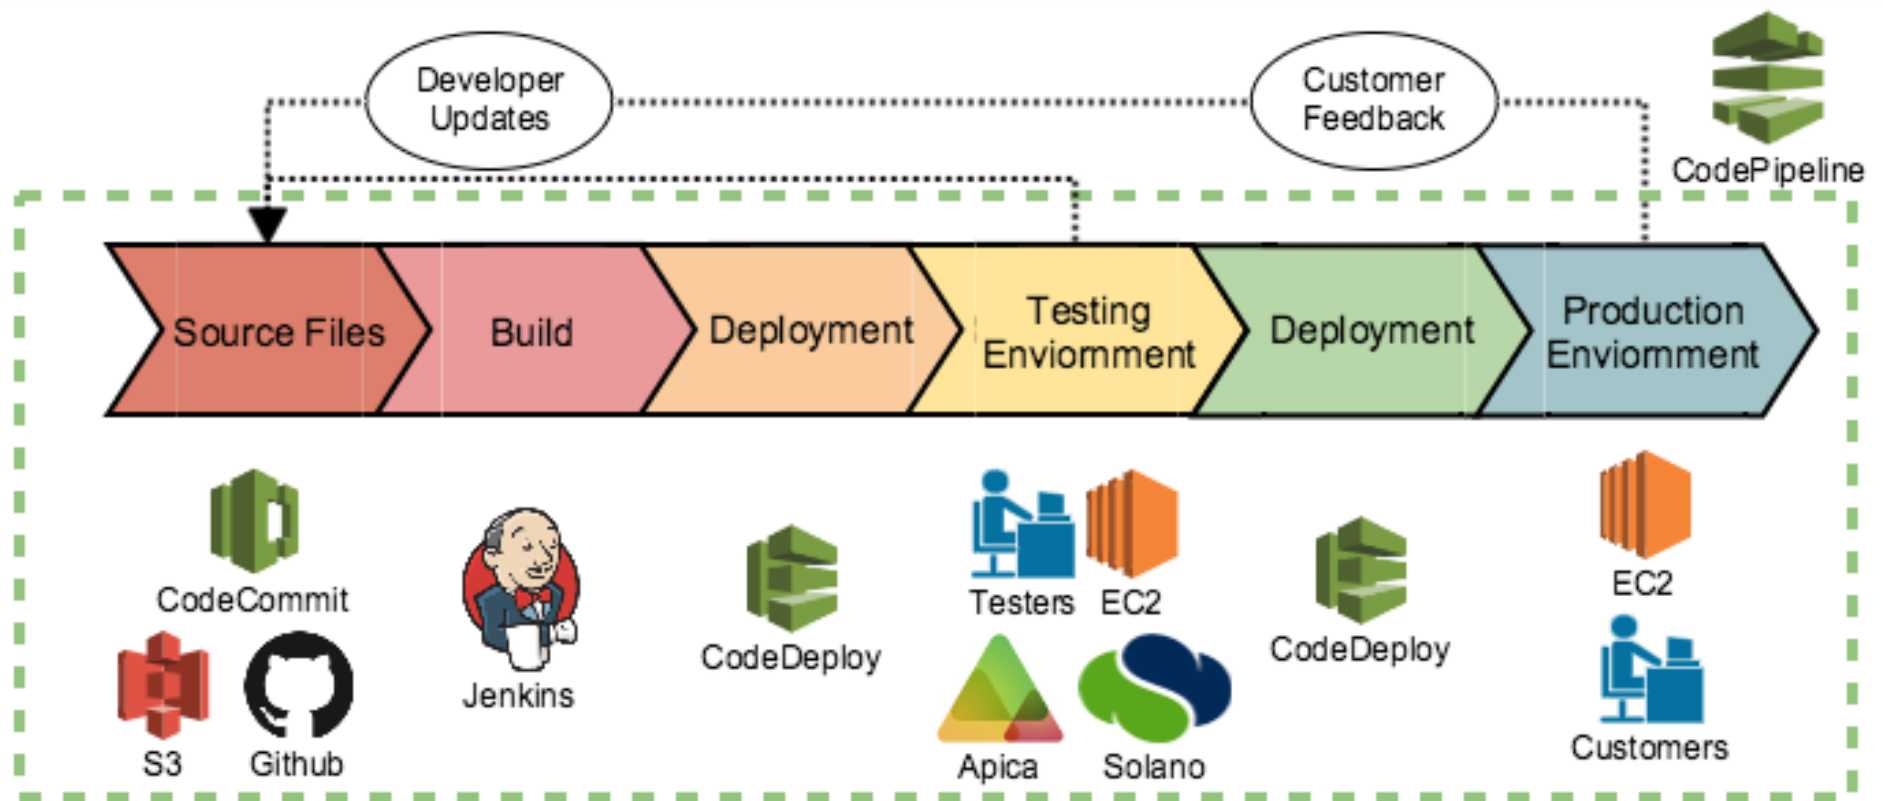 Developer
Updates
Customer
Feedback
CodePipeline
Source Files
Build
Deployment
Testing
Enviornment
Deployment
Production
Enviornment
CodeCommit
S3
Github
Jenkins
CodeDeploy
Testers
EC2
Apica
Solano
CodeDeploy
EC2
Customers